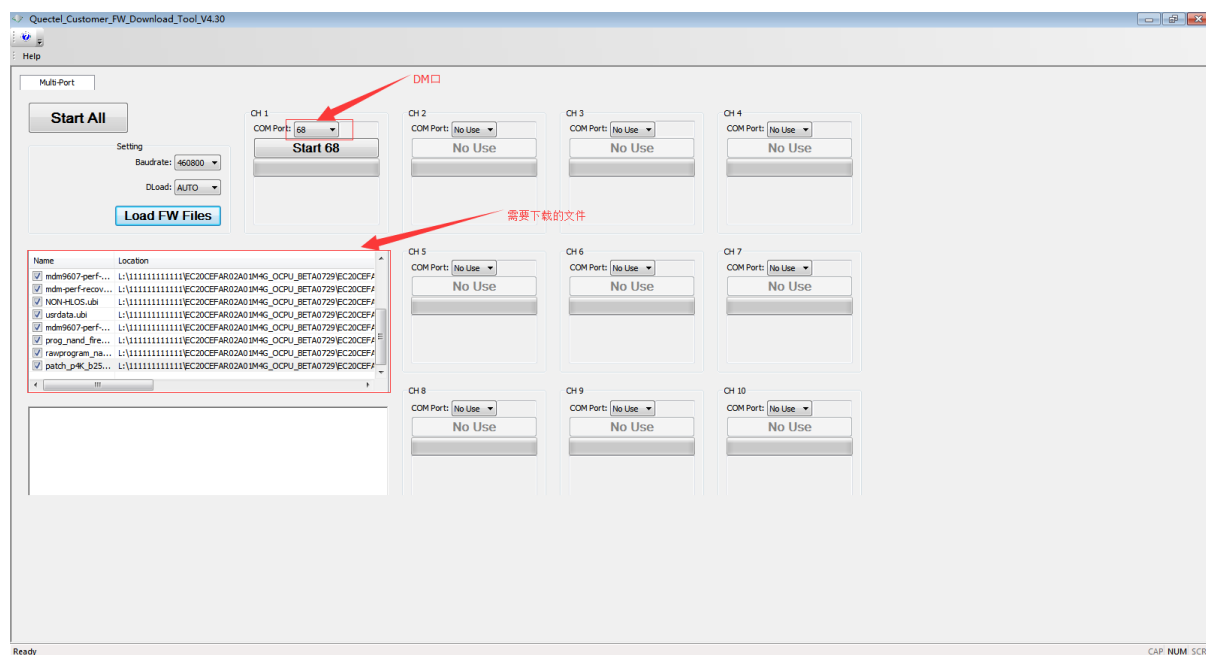 Quectel_Customer_FW_Download_Tool_V4.30
Help
Multi-Port
DM口
Start All
Setting
Baudrate: 460800
DLoad: AUTO
Load FW Files
CH 1
COM Port: 68
Start 68
CH 2
COM Port: No Use
No Use
CH 3
COM Port: No Use
No Use
CH 4
COM Port: No Use
No Use
需要下载的文件
Name Location
mdm9607-perf-... L:\111111111111\EC20CEFAR02A01M4G_OCPU_BETA0729\EC20CEFA
mdm-perf-recov... L:\111111111111\EC20CEFAR02A01M4G_OCPU_BETA0729\EC20CEFA
NON-HLOS.ubi L:\111111111111\EC20CEFAR02A01M4G_OCPU_BETA0729\EC20CEFA
usrdata.ubi L:\111111111111\EC20CEFAR02A01M4G_OCPU_BETA0729\EC20CEFA
mdm9607-perf-... L:\111111111111\EC20CEFAR02A01M4G_OCPU_BETA0729\EC20CEFA
prog_nand_fire... L:\111111111111\EC20CEFAR02A01M4G_OCPU_BETA0729\EC20CEFA
rawprogram_na... L:\111111111111\EC20CEFAR02A01M4G_OCPU_BETA0729\EC20CEFA
patch_p4K_b25... L:\111111111111\EC20CEFAR02A01M4G_OCPU_BETA0729\EC20CEFA
CH 5
COM Port: No Use
No Use
CH 6
COM Port: No Use
No Use
CH 7
COM Port: No Use
No Use
CH 8
COM Port: No Use
No Use
CH 9
COM Port: No Use
No Use
CH 10
COM Port: No Use
No Use
Ready
CAP NUM SCR